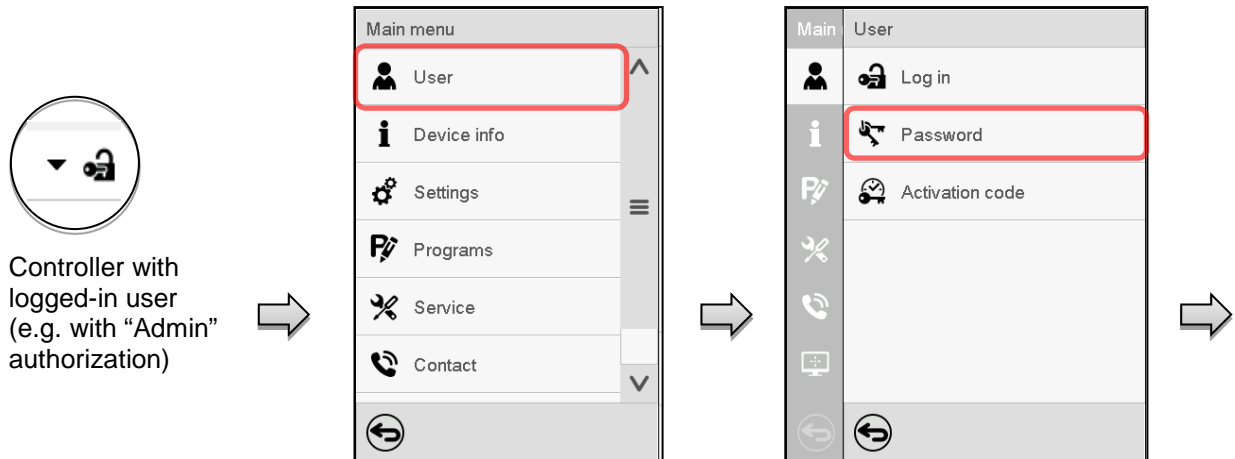 Controller with
logged-in user
(e.g. with “Admin”
authorization)
Main menu
User
Device info
Settings
Programs
Service
Contact
Main
User
Log in
Password
Activation code